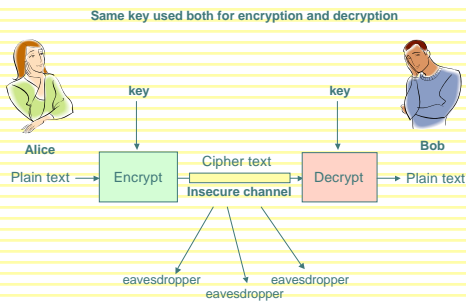 Same key used both for encryption and decryption
key
key
Alice
Bob
Plain text
Encrypt
Cipher text
Insecure channel
Decrypt
Plain text
eavesdropper
eavesdropper
eavesdropper